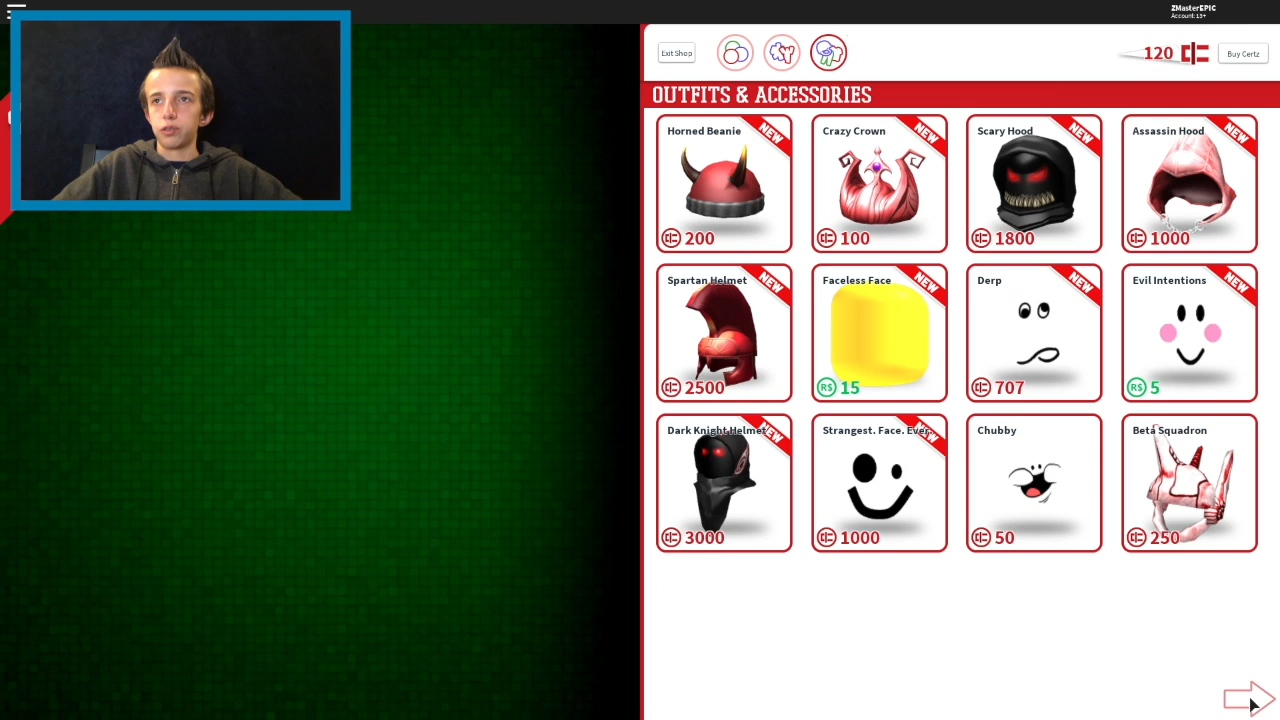 ZMasterEPIC
Account: 13+
Exit Shop
120
Buy Certz
OUTFITS & ACCESSORIES
Horned Beanie
NEW
200
Crazy Crown
NEW
100
Scary Hood
NEW
1800
Assassin Hood
NEW
1000
Spartan Helmet
NEW
2500
Faceless Face
NEW
R$ 15
Derp
NEW
707
Evil Intentions
NEW
R$ 5
Dark Knight Helmet
NEW
3000
Strangest. Face. Ever.
NEW
1000
Chubby
50
Beta Squadron
250